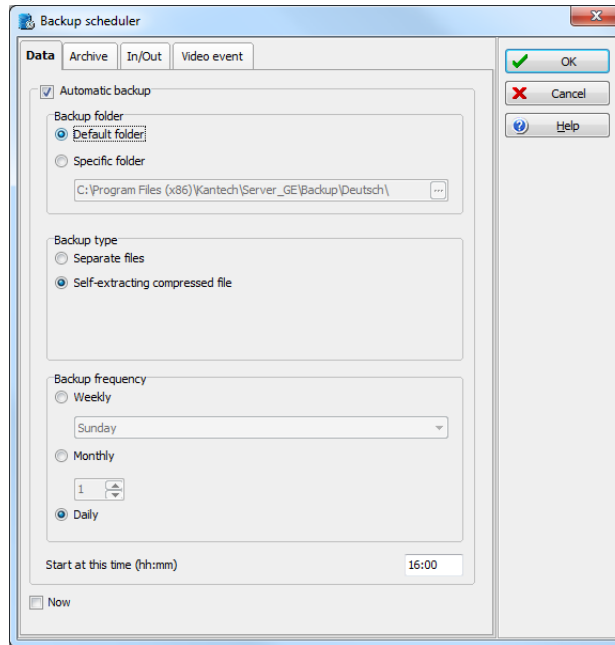 Backup scheduler
Data Archive In/Out Video event
Automatic backup
Backup folder
Default folder
Specific folder
C:\Program Files (x86)\Kantech\Server_GE\Backup\Deutsch\ ...
Backup type
Separate files
Self-extracting compressed file
Backup frequency
Weekly
Sunday
Monthly
1
Daily
Start at this time (hh:mm) 16:00
Now
OK
Cancel
Help